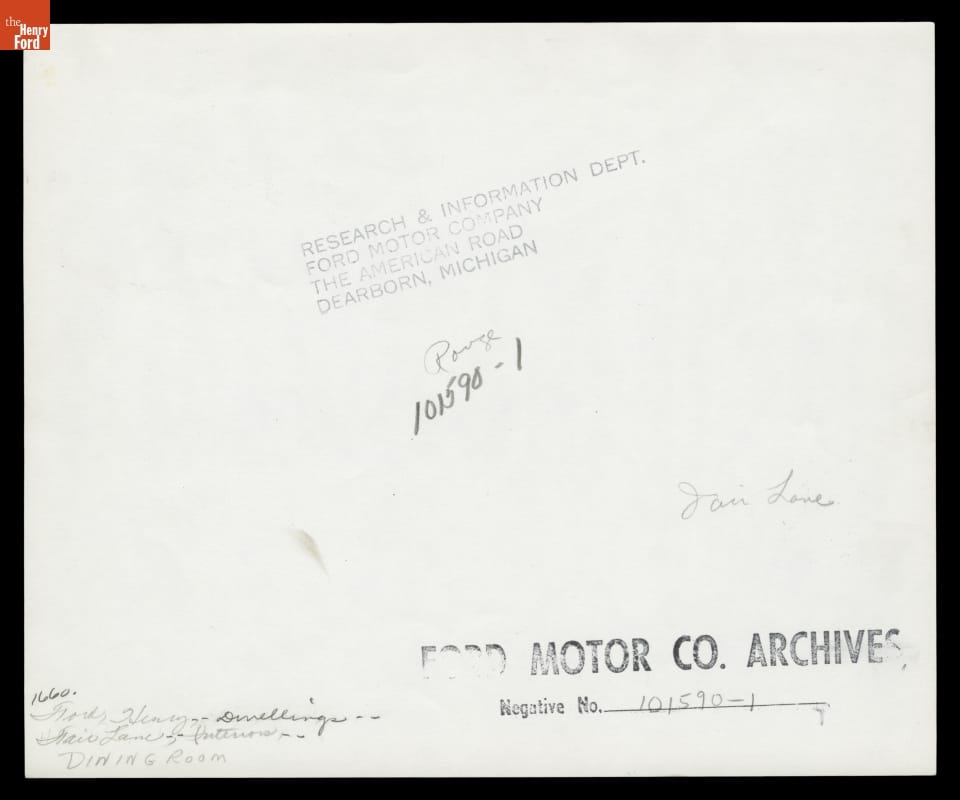 the
Henry
Ford
RESEARCH & INFORMATION DEPT.
FORD MOTOR COMPANY
THE AMERICAN ROAD
DEARBORN, MICHIGAN
Rouge
101590-1
Fair Lane
FORD MOTOR CO. ARCHIVES
Negative No. 101590-1
1660.
Ford, Henry -- Dwellings --
Fair Lane -- Interiors --
DINING ROOM